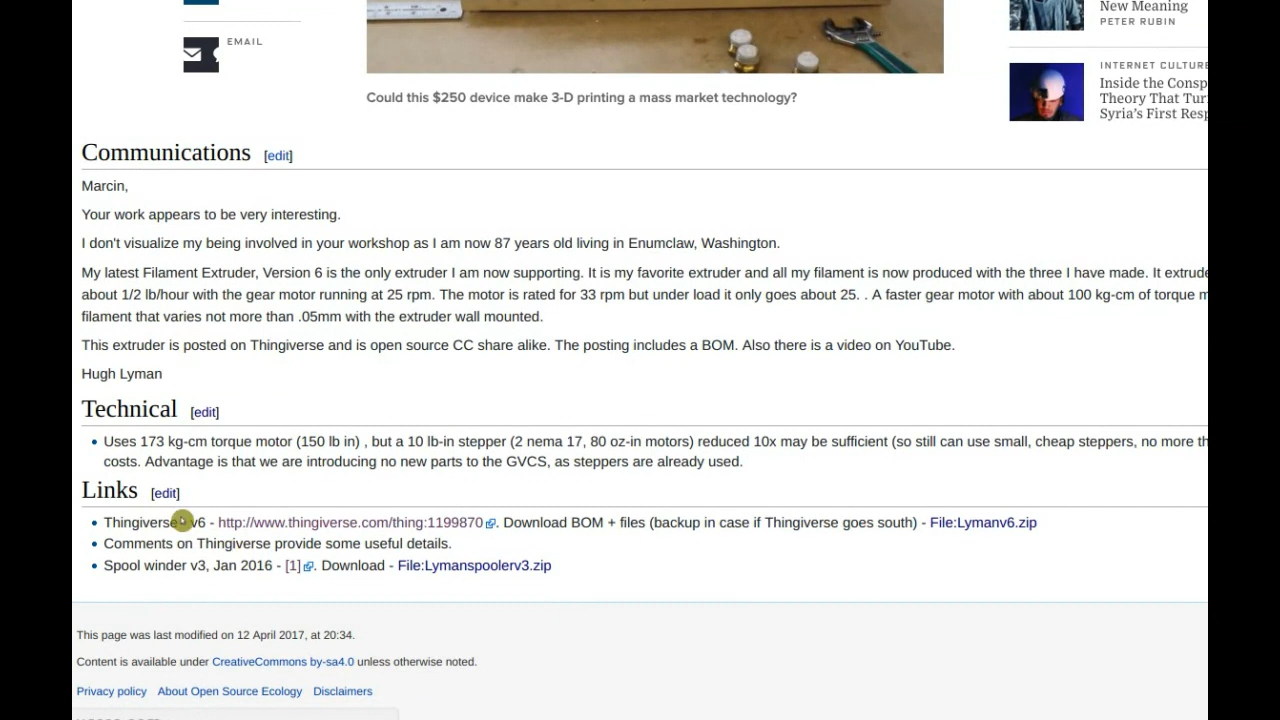 New Meaning
PETER RUBIN
EMAIL
INTERNET CULTURE
Inside the Consp
Theory That Tur
Syria's First Resp
Could this $250 device make 3-D printing a mass market technology?
Communications [edit]
Marcin,
Your work appears to be very interesting.
I don't visualize my being involved in your workshop as I am now 87 years old living in Enumclaw, Washington.
My latest Filament Extruder, Version 6 is the only extruder I am now supporting. It is my favorite extruder and all my filament is now produced with the three I have made. It extrude
about 1/2 lb/hour with the gear motor running at 25 rpm. The motor is rated for 33 rpm but under load it only goes about 25. . A faster gear motor with about 100 kg-cm of torque m
filament that varies not more than .05mm with the extruder wall mounted.
This extruder is posted on Thingiverse and is open source CC share alike. The posting includes a BOM. Also there is a video on YouTube.
Hugh Lyman
Technical [edit]
Uses 173 kg-cm torque motor (150 lb in) , but a 10 lb-in stepper (2 nema 17, 80 oz-in motors) reduced 10x may be sufficient (so still can use small, cheap steppers, no more th
costs. Advantage is that we are introducing no new parts to the GVCS, as steppers are already used.
Links [edit]
Thingiverse v6 - http://www.thingiverse.com/thing:1199870. Download BOM + files (backup in case if Thingiverse goes south) - File:Lymanv6.zip
Comments on Thingiverse provide some useful details.
Spool winder v3, Jan 2016 - [1]. Download - File:Lymanspoolerv3.zip
This page was last modified on 12 April 2017, at 20:34.
Content is available under CreativeCommons by-sa4.0 unless otherwise noted.
Privacy policy About Open Source Ecology Disclaimers